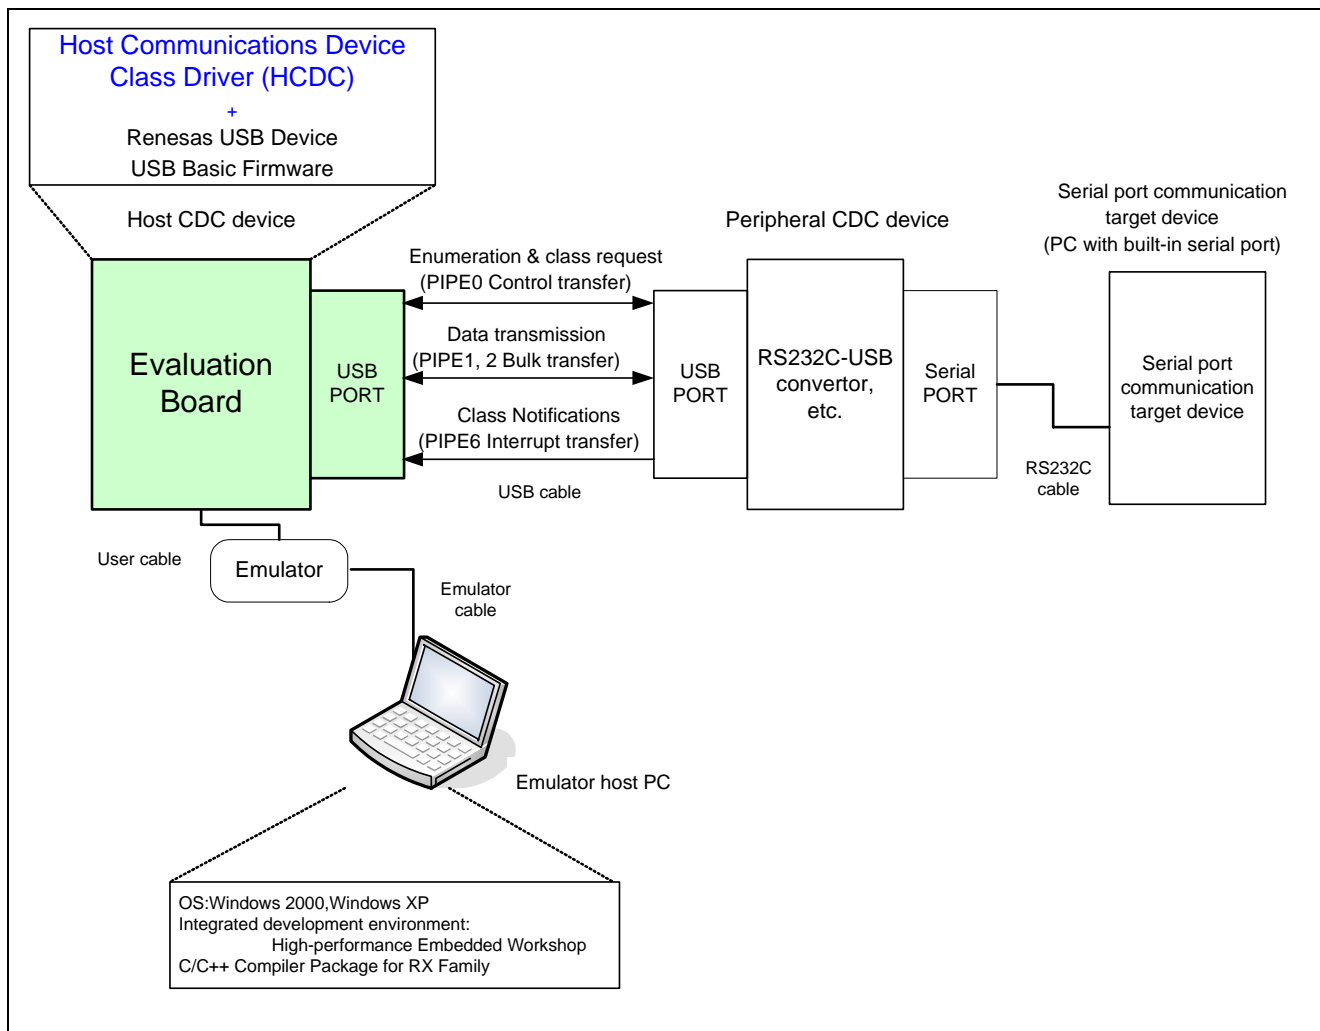 Host Communications Device
Class Driver (HCDC)
+
Renesas USB Device
USB Basic Firmware
Host CDC device
Peripheral CDC device
Serial port communication
target device
(PC with built-in serial port)
Enumeration & class request
(PIPE0 Control transfer)
Data transmission
(PIPE1, 2 Bulk transfer)
Class Notifications
(PIPE6 Interrupt transfer)
USB cable
Evaluation
Board
USB
PORT
USB
PORT
RS232C-USB
convertor,
etc.
Serial
PORT
RS232C
cable
Serial port
communication
target device
User cable
Emulator
Emulator
cable
Emulator host PC
OS:Windows 2000,Windows XP
Integrated development environment:
High-performance Embedded Workshop
C/C++ Compiler Package for RX Family